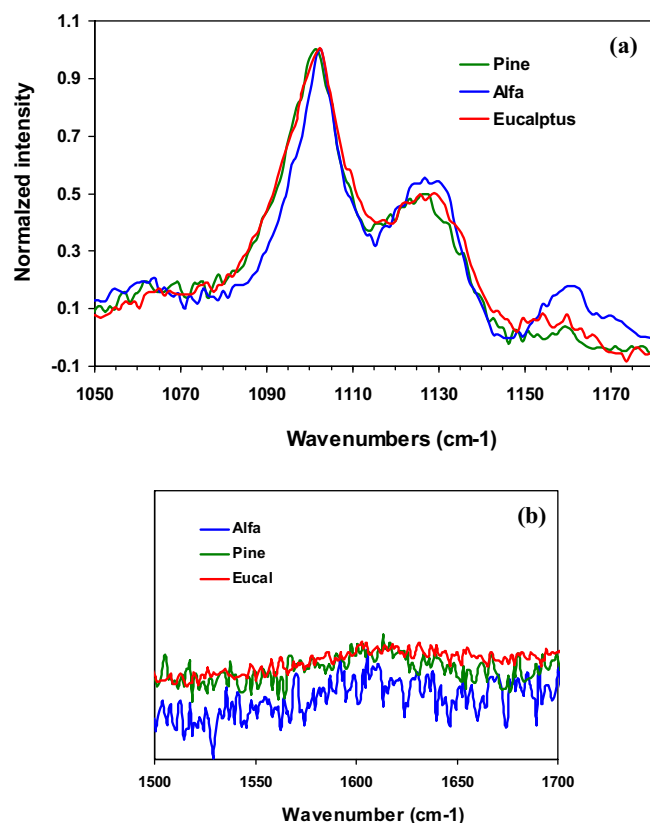 1.1
(a)
Pine
0.9
Alfa
Eucalptus
0.7
Normalized intensity
0.5
0.3
0.1
-0.1
1050 1070 1090 1110 1130 1150 1170
Wavenumbers (cm-1)
(b)
Alfa
Pine
Eucal
1500 1550 1600 1650 1700
Wavenumber (cm-1)